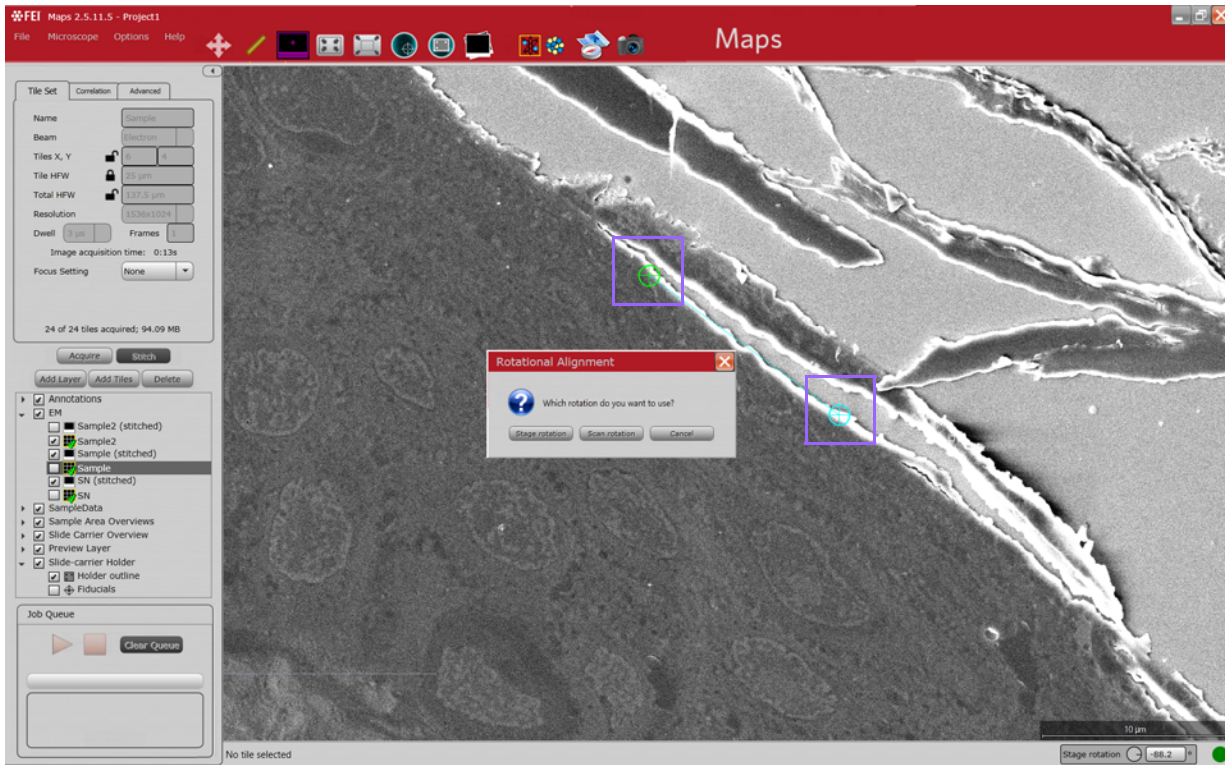 FEI Maps 2.5.11.5 - Project1
File Microscope Options Help
Maps
Tile Set Correlation Advanced
Name Sample
Beam Electron
Tiles X, Y 6 4
Tile HFW 25 µm
Total HFW 137.5 µm
Resolution 1536x1024
Dwell 3 µs Frames 1
Image acquisition time: 0:13s
Focus Setting None
24 of 24 tiles acquired; 94.09 MB
Acquire Stitch
Add Layer Add Tiles Delete
Annotations
EM
Sample2 (stitched)
Sample2
Sample (stitched)
Sample
SN (stitched)
SN
SampleData
Sample Area Overviews
Slide Carrier Overview
Preview Layer
Slide-carrier Holder
Holder outline
Fiducials
Job Queue
Clear Queue
Rotational Alignment
Which rotation do you want to use?
Stage rotation Scan rotation Cancel
10 µm
No tile selected
Stage rotation -88.2 °